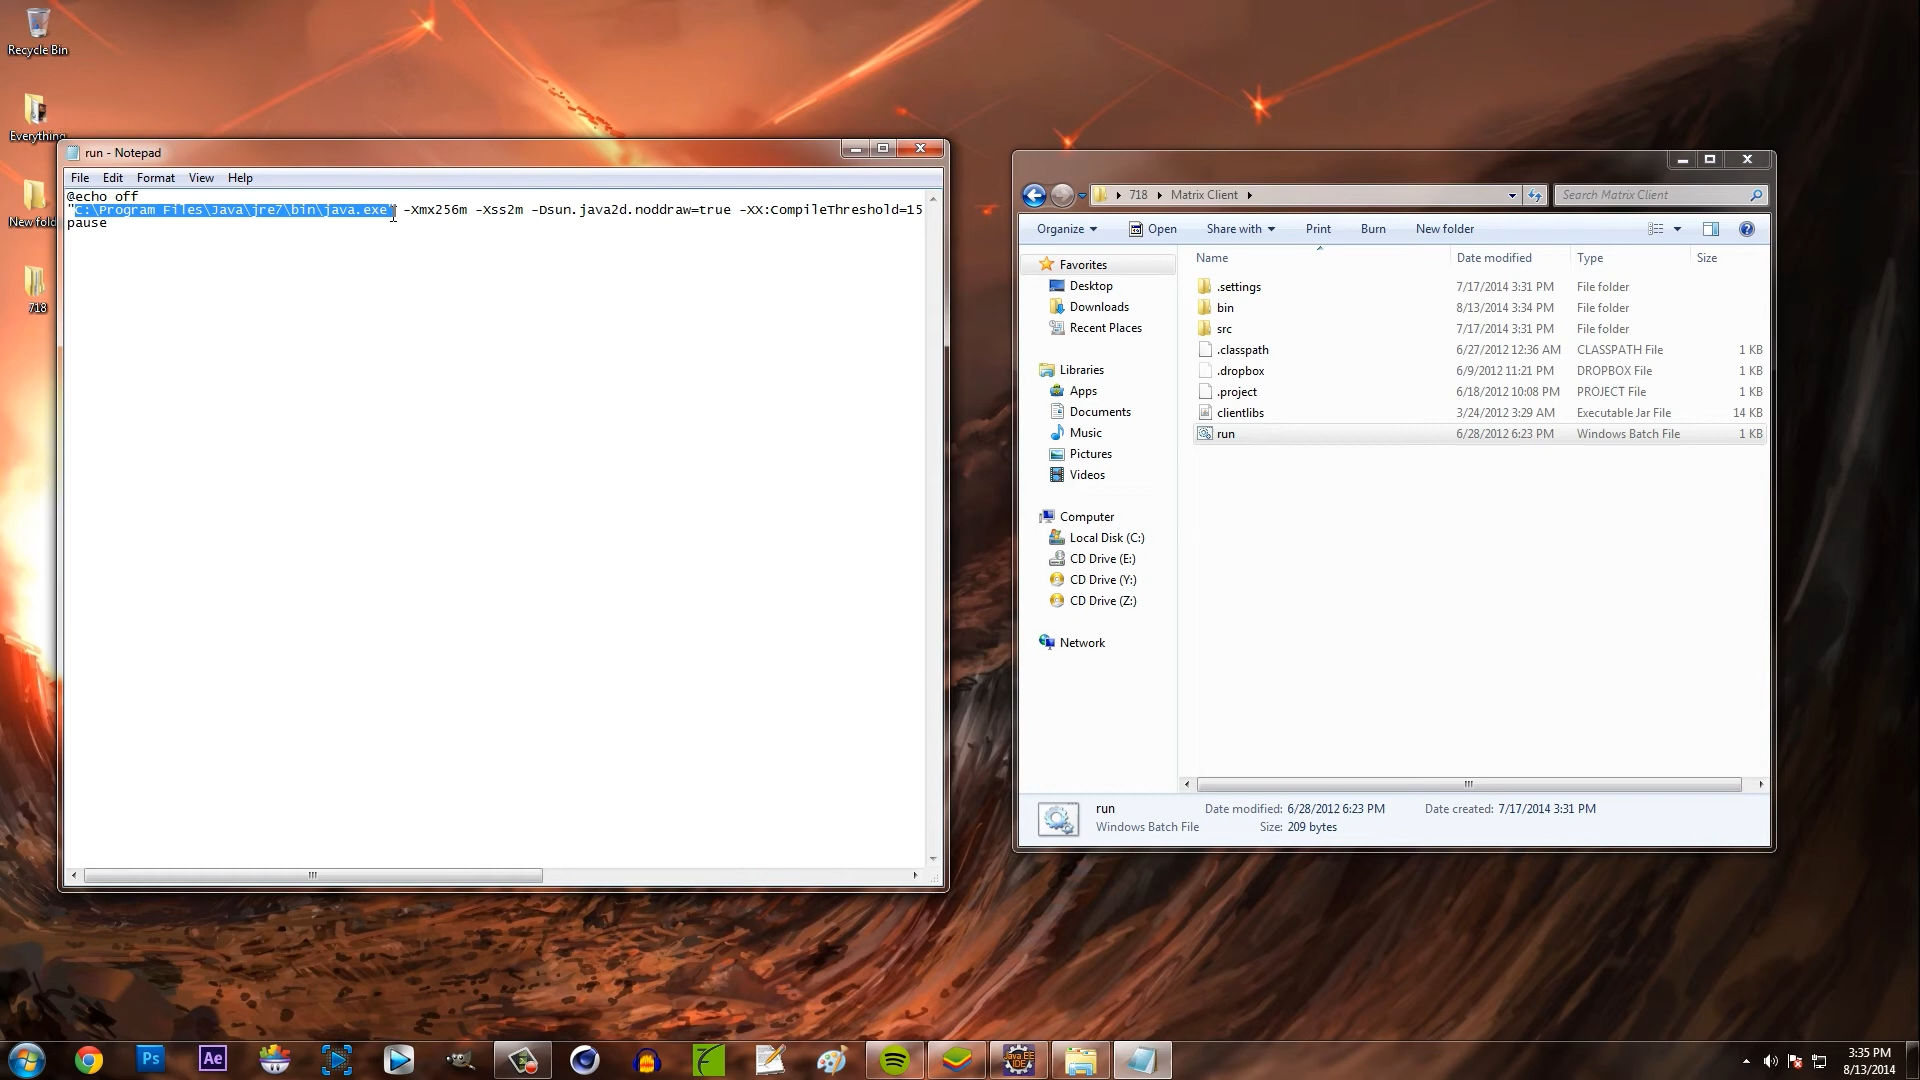 Recycle Bin
Everything
New fold
718
run - Notepad
File Edit Format View Help
@echo off
"C:\Program Files\Java\jre7\bin\java.exe" -Xmx256m -Xss2m -Dsun.java2d.noddraw=true -XX:CompileThreshold=15
pause
718 Matrix Client
Search Matrix Client
Organize Open Share with Print Burn New folder
Favorites
Desktop
Downloads
Recent Places
Libraries
Apps
Documents
Music
Pictures
Videos
Computer
Local Disk (C:)
CD Drive (E:)
CD Drive (Y:)
CD Drive (Z:)
Network
Name Date modified Type Size
.settings 7/17/2014 3:31 PM File folder
bin 8/13/2014 3:34 PM File folder
src 7/17/2014 3:31 PM File folder
.classpath 6/27/2012 12:36 AM CLASSPATH File 1 KB
.dropbox 6/9/2012 11:21 PM DROPBOX File 1 KB
.project 6/18/2012 10:08 PM PROJECT File 1 KB
clientlibs 3/24/2012 3:29 AM Executable Jar File 14 KB
run 6/28/2012 6:23 PM Windows Batch File 1 KB
run Date modified: 6/28/2012 6:23 PM Date created: 7/17/2014 3:31 PM
Windows Batch File Size: 209 bytes
Ps
Ae
Java EE
IDE
3:35 PM
8/13/2014